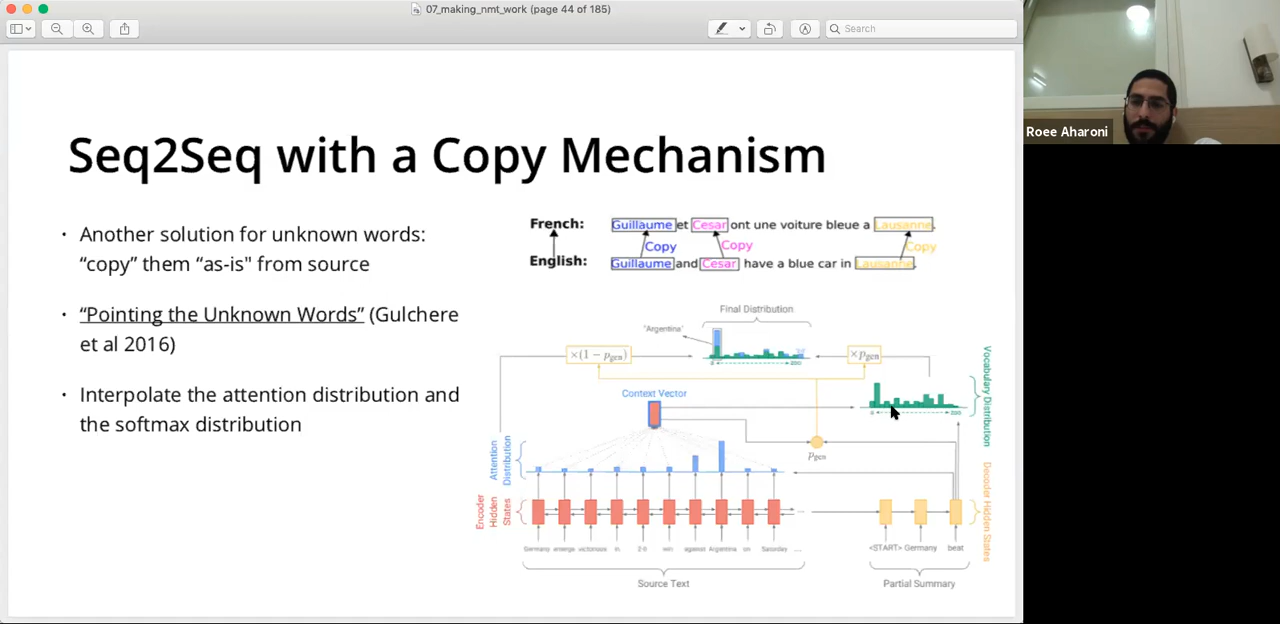 07_making_nmt_work (page 44 of 185)
Search
Roee Aharoni
Seq2Seq with a Copy Mechanism
• Another solution for unknown words:
“copy” them “as-is" from source
• “Pointing the Unknown Words” (Gulchere
et al 2016)
• Interpolate the attention distribution and
the softmax distribution
French: Guillaume et Cesar ont une voiture bleue a Lausanne.
Copy Copy Copy
English: Guillaume and Cesar have a blue car in Lausanne.
Final Distribution
"Argentina"
×(1 − pgen)
×pgen
Context Vector
Vocabulary Distribution
Attention
Distribution
pgen
Encoder
Hidden
States
Decoder Hidden States
Germany emerge victorious in 2-0 win against Argentina on Saturday ...
<START> Germany beat
Source Text
Partial Summary